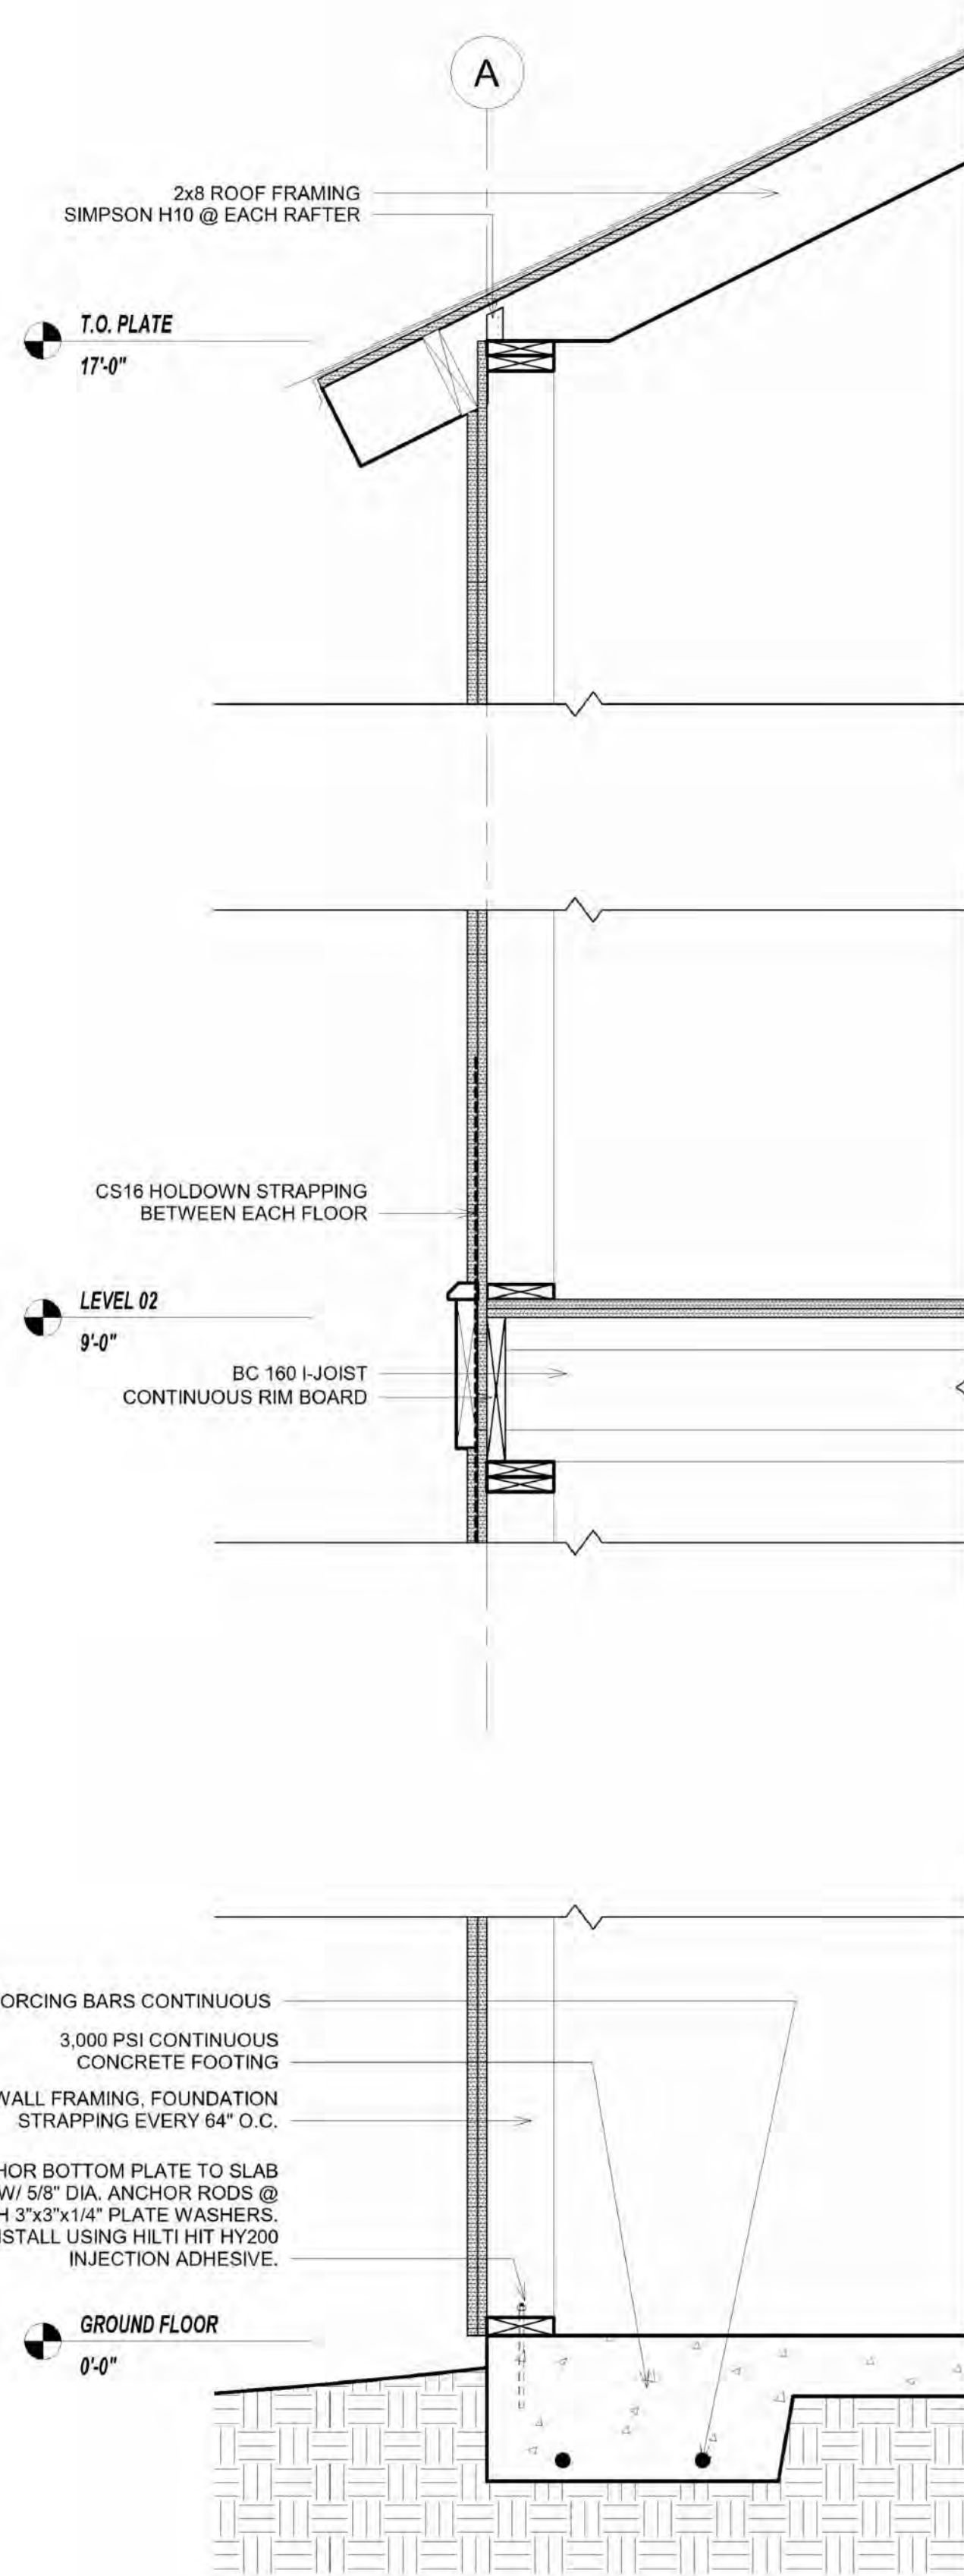 A
2x8 ROOF FRAMING
SIMPSON H10 @ EACH RAFTER
T.O. PLATE
17'-0"
CS16 HOLDOWN STRAPPING
BETWEEN EACH FLOOR
LEVEL 02
9'-0"
BC 160 I-JOIST
CONTINUOUS RIM BOARD
ORCING BARS CONTINUOUS
3,000 PSI CONTINUOUS
CONCRETE FOOTING
WALL FRAMING, FOUNDATION
STRAPPING EVERY 64" O.C.
HOR BOTTOM PLATE TO SLAB
W/ 5/8" DIA. ANCHOR RODS @
H 3"x3"x1/4" PLATE WASHERS.
NSTALL USING HILTI HIT HY200
INJECTION ADHESIVE.
GROUND FLOOR
0'-0"